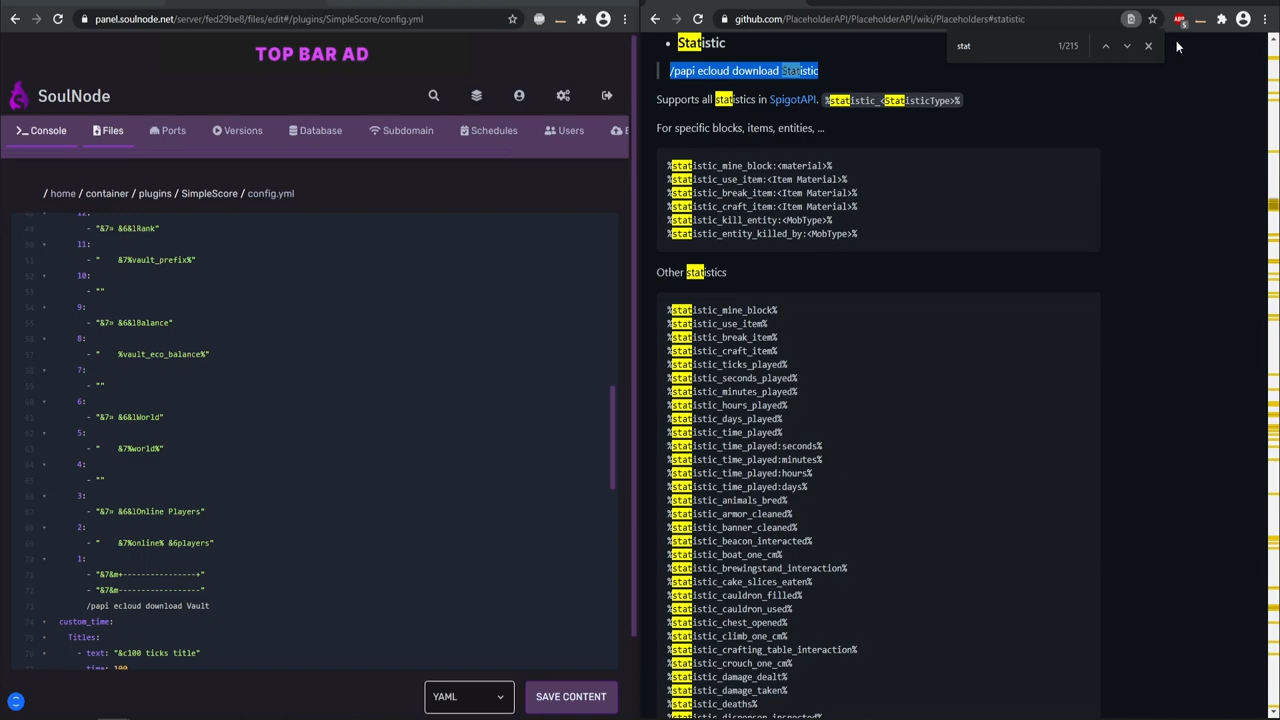 panel.soulnode.net/server/fed29be8/files/edit#/plugins/SimpleScore/config.yml
TOP BAR AD
SoulNode
Console
Files
Ports
Versions
Database
Subdomain
Schedules
Users
/ home / container / plugins / SimpleScore / config.yml
12:
- "&7» &6&lRank"
11:
- "    &7%vault_prefix%"
10:
- ""
9:
- "&7» &6&lBalance"
8:
- "    %vault_eco_balance%"
7:
- ""
6:
- "&7» &6&lWorld"
5:
- "    &7%world%"
4:
- ""
3:
- "&7» &6&lOnline Players"
2:
- "    &7%online% &6players"
1:
- "&7&m+----------------+"
- "&7&m------------------"
/papi ecloud download Vault
custom_time:
Titles:
- text: "&c100 ticks title"
time: 100
YAML
SAVE CONTENT
github.com/PlaceholderAPI/PlaceholderAPI/wiki/Placeholders#statistic
stat
1/215
Statistic
/papi ecloud download Statistic
Supports all statistics in SpigotAPI. %statistic_<StatisticType>%
For specific blocks, items, entities, ...
%statistic_mine_block:<material>%
%statistic_use_item:<Item Material>%
%statistic_break_item:<Item Material>%
%statistic_craft_item:<Item Material>%
%statistic_kill_entity:<MobType>%
%statistic_entity_killed_by:<MobType>%
Other statistics
%statistic_mine_block%
%statistic_use_item%
%statistic_break_item%
%statistic_craft_item%
%statistic_ticks_played%
%statistic_seconds_played%
%statistic_minutes_played%
%statistic_hours_played%
%statistic_days_played%
%statistic_time_played%
%statistic_time_played:seconds%
%statistic_time_played:minutes%
%statistic_time_played:hours%
%statistic_time_played:days%
%statistic_animals_bred%
%statistic_armor_cleaned%
%statistic_banner_cleaned%
%statistic_beacon_interacted%
%statistic_boat_one_cm%
%statistic_brewingstand_interaction%
%statistic_cake_slices_eaten%
%statistic_cauldron_filled%
%statistic_cauldron_used%
%statistic_chest_opened%
%statistic_climb_one_cm%
%statistic_crafting_table_interaction%
%statistic_crouch_one_cm%
%statistic_damage_dealt%
%statistic_damage_taken%
%statistic_deaths%
%statistic_dispenser_inspected%